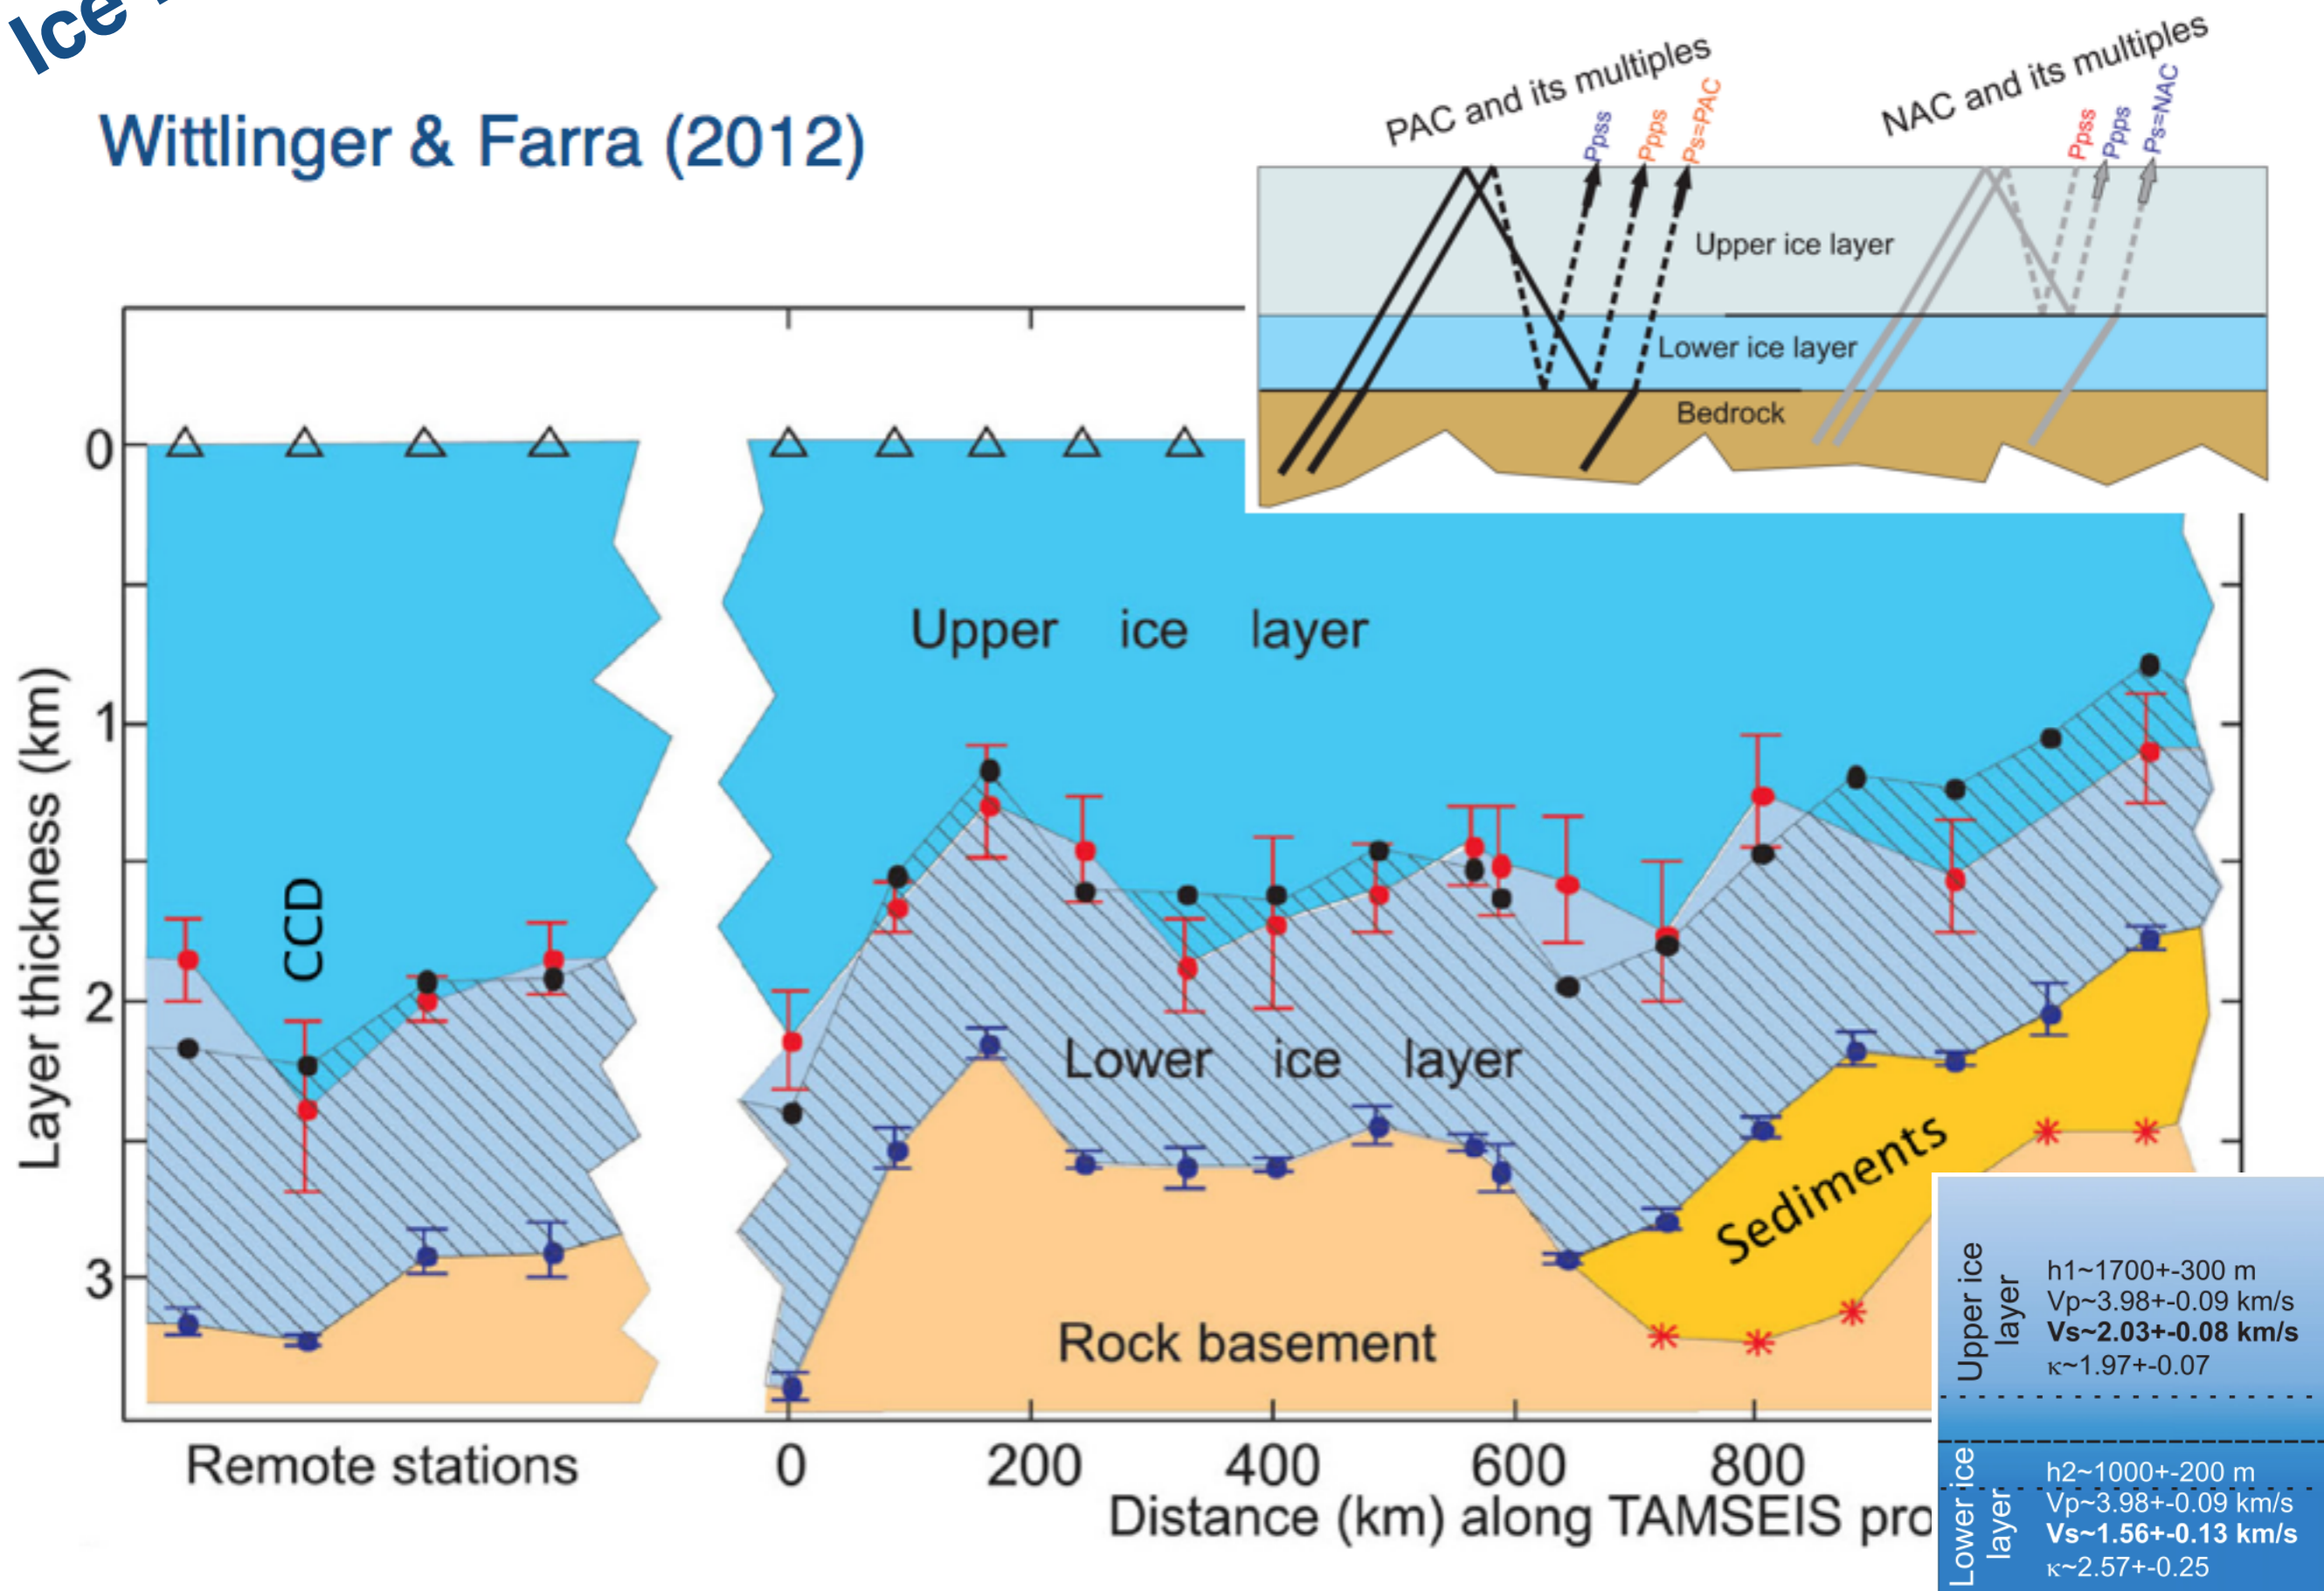 Ice
Wittlinger & Farra (2012)
PAC and its multiples
NAC and its multiples
Ppss
Ppps
Ps=PAC
Ppss
Ppps
Ps=NAC
Upper ice layer
Lower ice layer
Bedrock
0
1
2
3
Layer thickness (km)
CCD
Upper ice layer
Lower ice layer
Sediments
Rock basement
Remote stations
0 200 400 600 800
Distance (km) along TAMSEIS pro
Upper ice
layer
h1~1700+-300 m
Vp~3.98+-0.09 km/s
Vs~2.03+-0.08 km/s
κ~1.97+-0.07
Lower ice
layer
h2~1000+-200 m
Vp~3.98+-0.09 km/s
Vs~1.56+-0.13 km/s
κ~2.57+-0.25